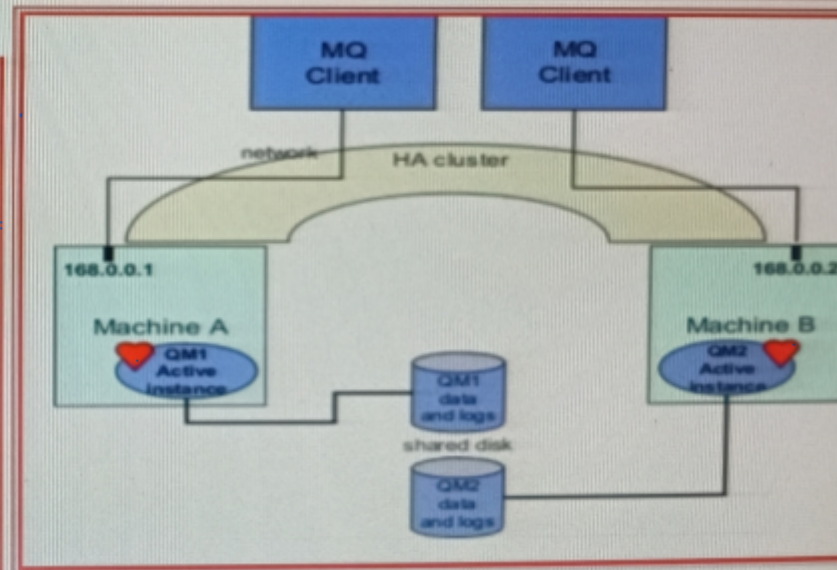 MQ
Client
MQ
Client
network
HA cluster
168.0.0.1
168.0.0.2
Machine A
Machine B
QM1
Active
instance
QM2
Active
instance
QM1
data
and logs
shared disk
QM2
data
and logs